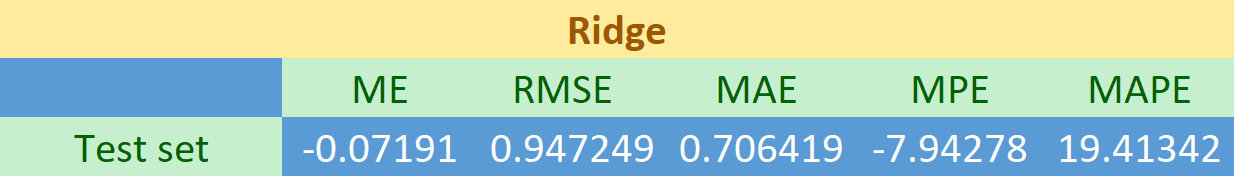 Ridge
ME RMSE MAE MPE MAPE
Test set -0.07191 0.947249 0.706419 -7.94278 19.41342